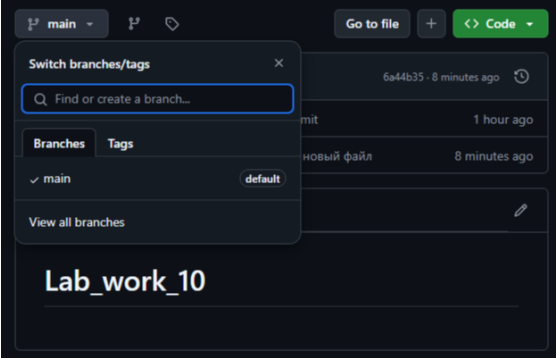 main
Go to file
Code
Switch branches/tags
6a44b35 · 8 minutes ago
Find or create a branch...
mit
1 hour ago
Branches
Tags
новый файл
8 minutes ago
main
default
View all branches
Lab_work_10